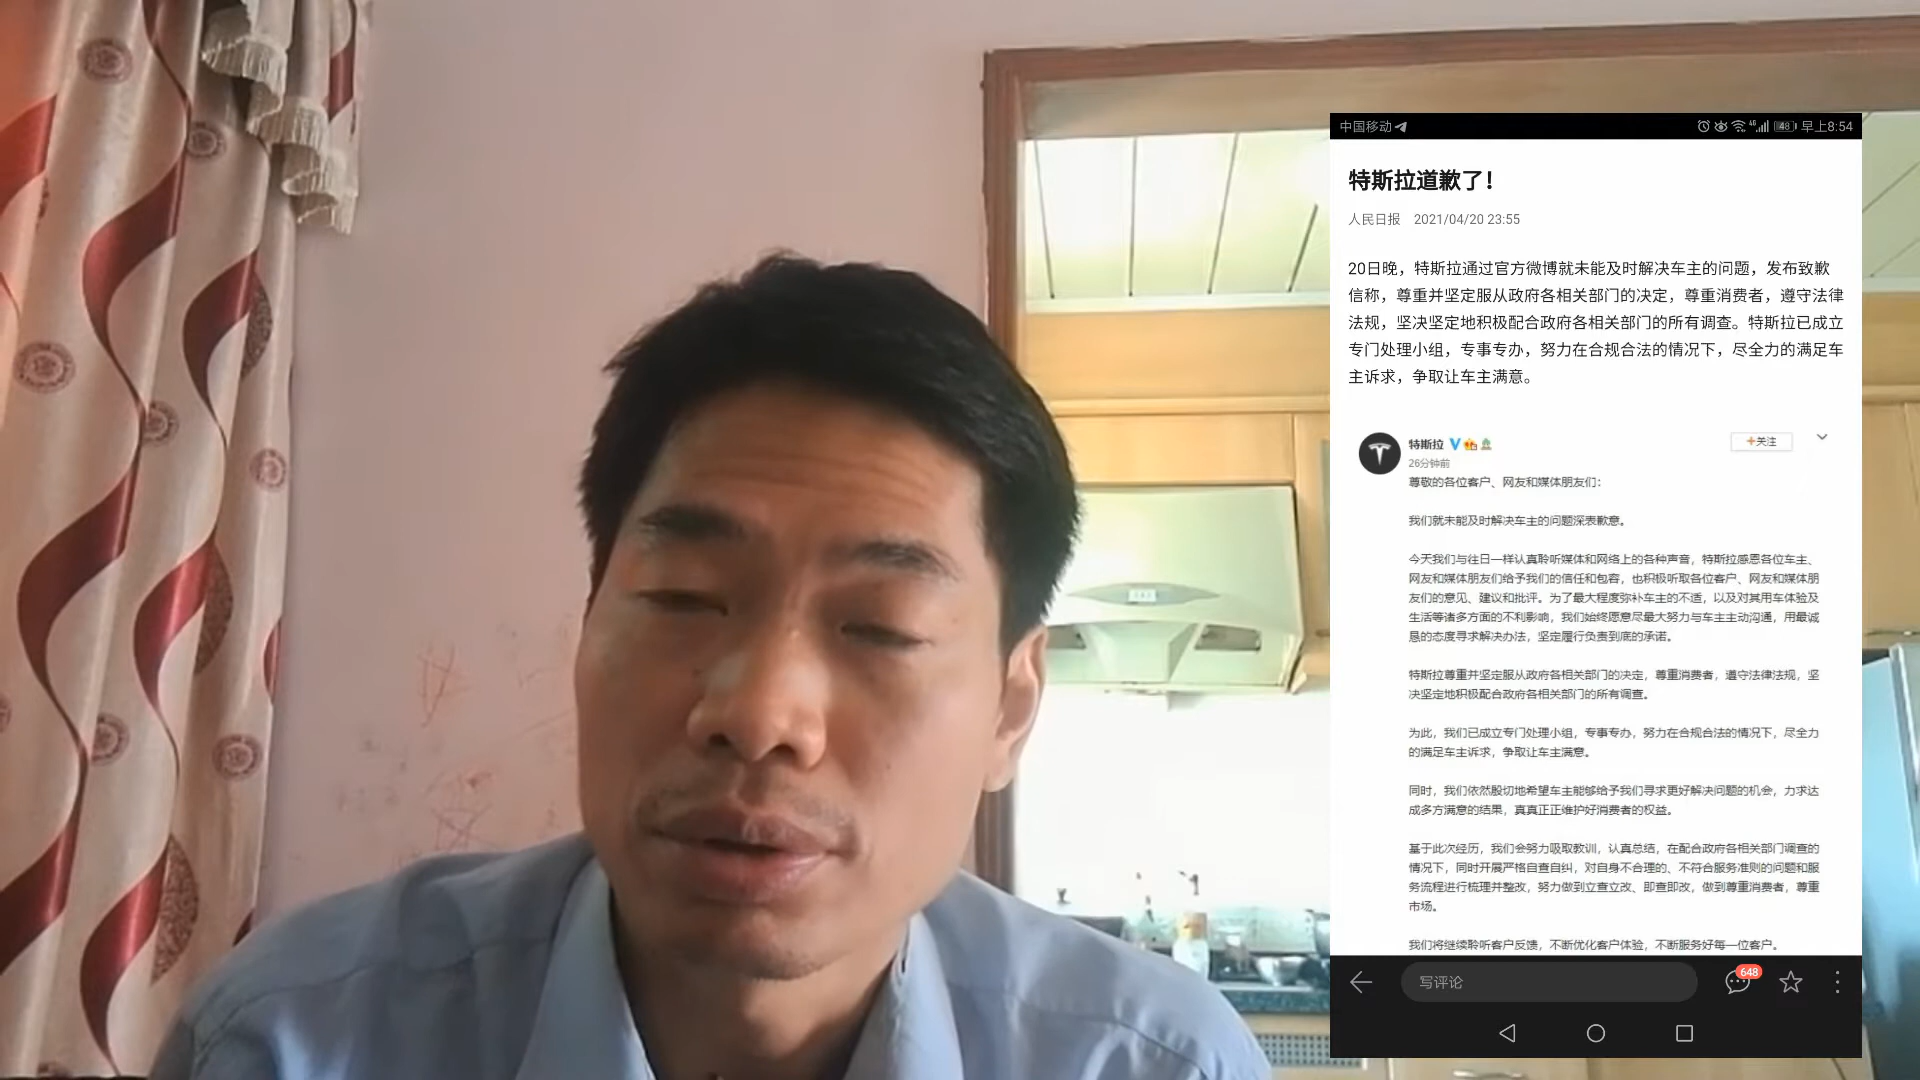 中国移动
48 早上8:54
特斯拉道歉了!
人民日报 2021/04/20 23:55
20日晚，特斯拉通过官方微博就未能及时解决车主的问题，发布致歉
信称，尊重并坚定服从政府各相关部门的决定，尊重消费者，遵守法律
法规，坚决坚定地积极配合政府各相关部门的所有调查。特斯拉已成立
专门处理小组，专事专办，努力在合规合法的情况下，尽全力的满足车
主诉求，争取让车主满意。
特斯拉
+关注
26分钟前
尊敬的各位客户、网友和媒体朋友们：
我们就未能及时解决车主的问题深表歉意。
今天我们与往日一样认真聆听媒体和网络上的各种声音，特斯拉感恩各位车主、
网友和媒体朋友们给予我们的信任和包容，也积极听取各位客户、网友和媒体朋
友们的意见、建议和批评。为了最大程度弥补车主的不适，以及对其用车体验及
生活等诸多方面的不利影响，我们始终愿意尽最大努力与车主主动沟通，用最诚
恳的态度寻求解决办法，坚定履行负责到底的承诺。
特斯拉尊重并坚定服从政府各相关部门的决定，尊重消费者，遵守法律法规，坚
决坚定地积极配合政府各相关部门的所有调查。
为此，我们已成立专门处理小组，专事专办，努力在合规合法的情况下，尽全力
的满足车主诉求，争取让车主满意。
同时，我们依然殷切地希望车主能够给予我们寻求更好解决问题的机会，力求达
成多方满意的结果，真真正正维护好消费者的权益。
基于此次经历，我们会努力吸取教训，认真总结，在配合政府各相关部门调查的
情况下，同时开展严格自查自纠，对自身不合理的、不符合服务准则的问题和服
务流程进行梳理并整改，努力做到立查立改、即查即改，做到尊重消费者，尊重
市场。
我们将继续聆听客户反馈，不断优化客户体验，不断服务好每一位客户。
写评论
648